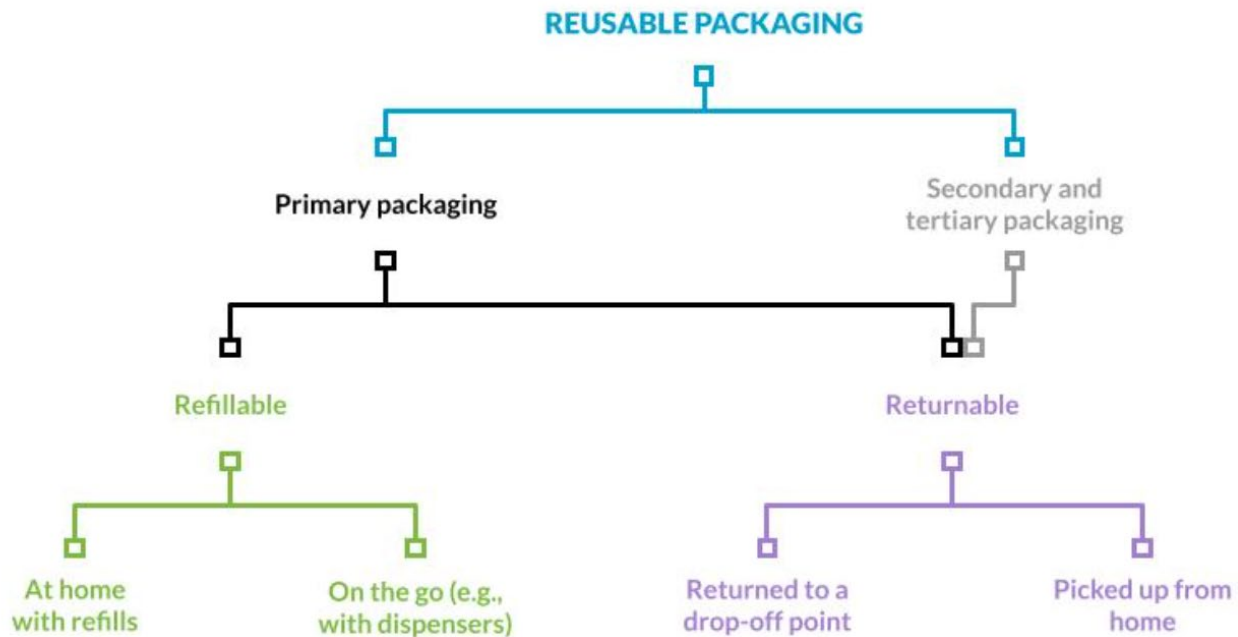 REUSABLE PACKAGING
Primary packaging
Secondary and
tertiary packaging
Refillable
Returnable
At home
with refills
On the go (e.g.,
with dispensers)
Returned to a
drop-off point
Picked up from
home